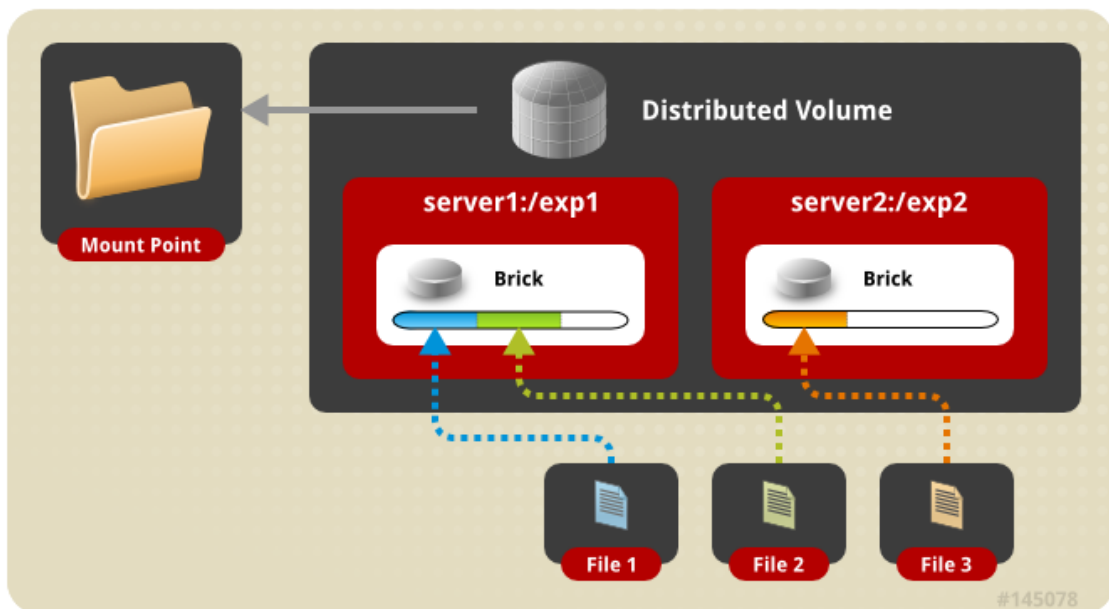 Distributed Volume
Mount Point
server1:/exp1
server2:/exp2
Brick
Brick
File 1
File 2
File 3
#145078